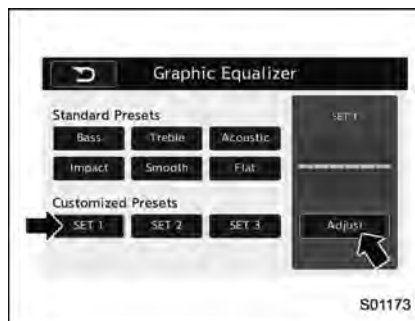 Graphic Equalizer
Standard Presets
Bass Treble Acoustic
Impact Smooth Flat
Customized Presets
SET 1 SET 2 SET 3
SET 1
Adjust
S01173